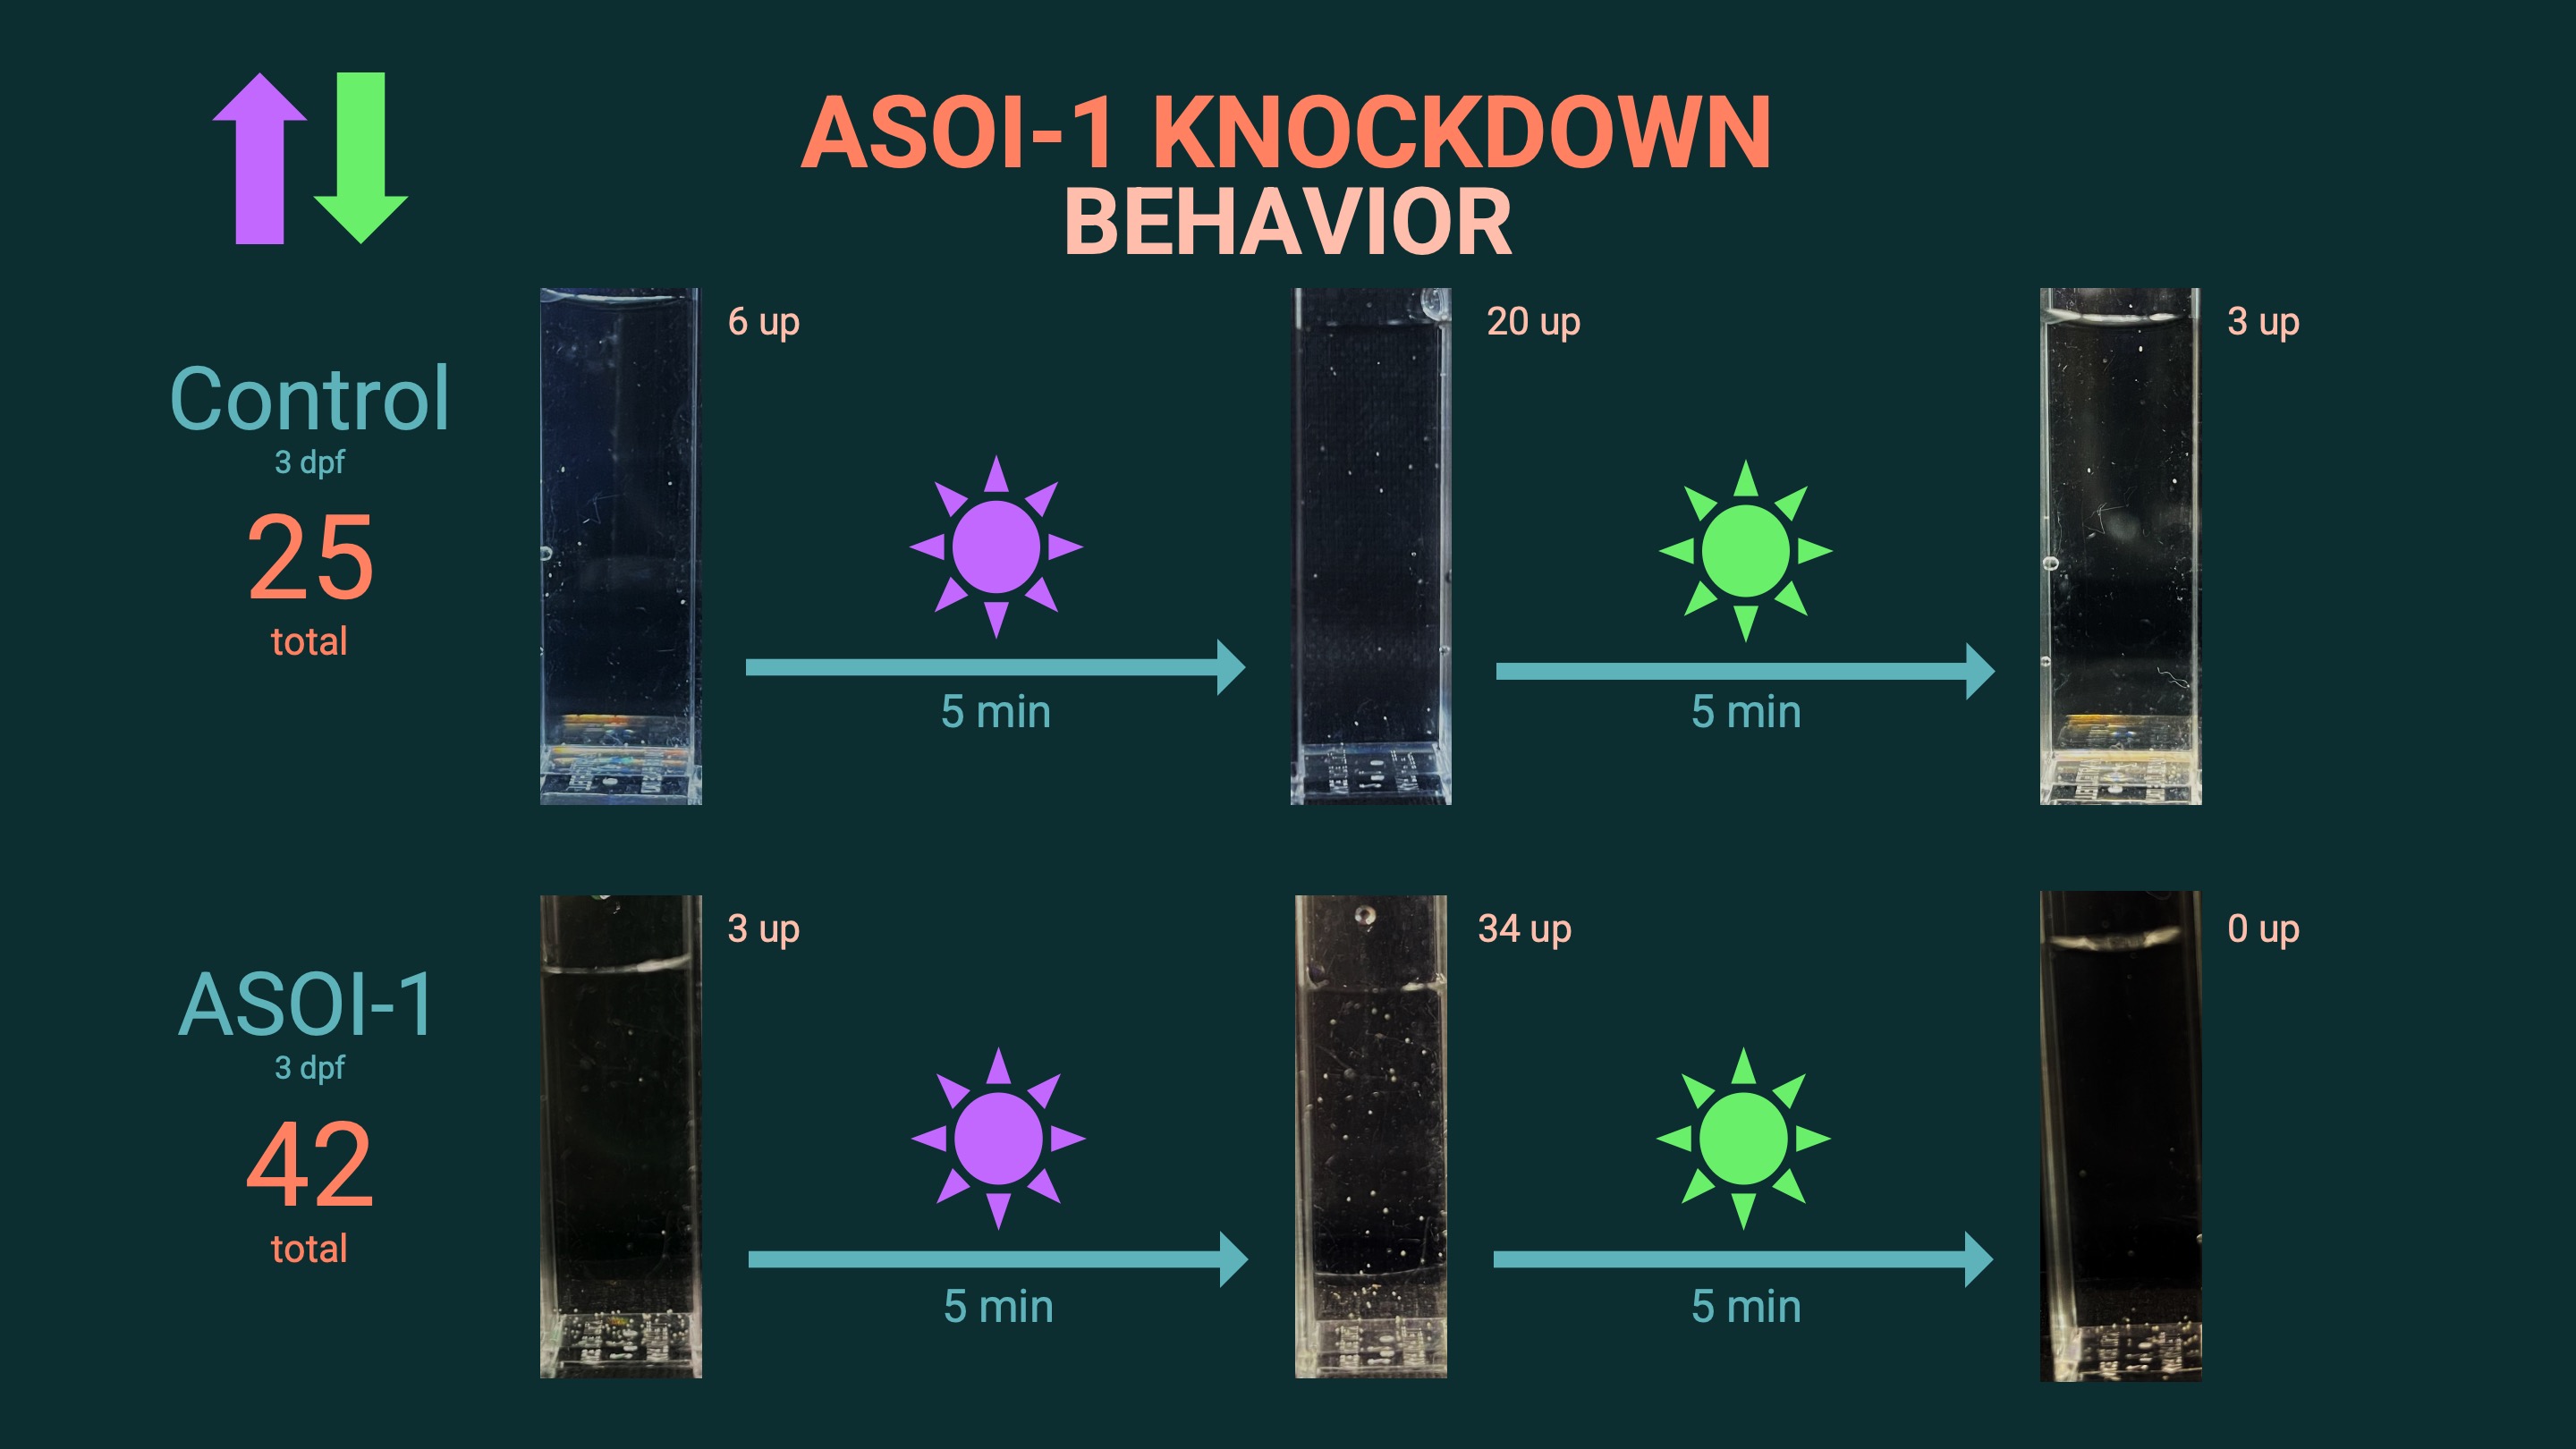 ASOI-1 KNOCKDOWN
BEHAVIOR
Control
3 dpf
25
total
6 up
5 min
20 up
5 min
3 up
ASOI-1
3 dpf
42
total
3 up
5 min
34 up
5 min
0 up